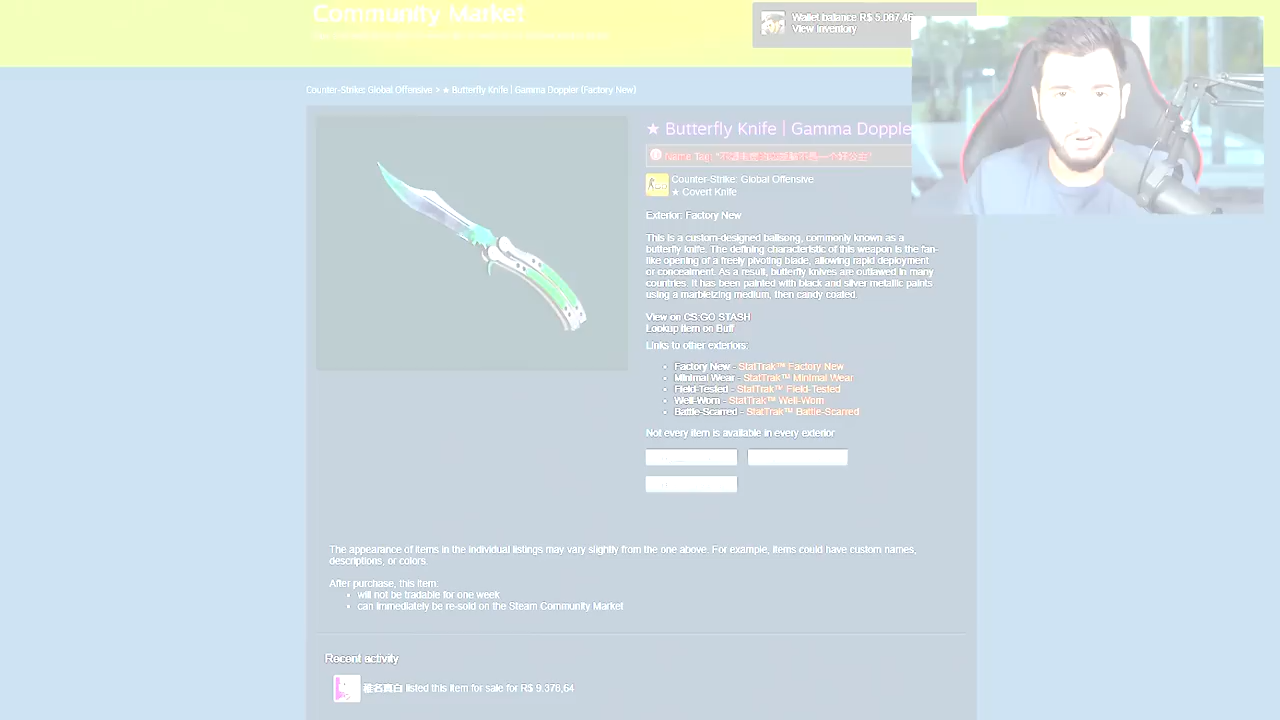 Community Market
Wallet balance R$ 5.087,46
View Inventory
Counter-Strike: Global Offensive > ★ Butterfly Knife | Gamma Doppler (Factory New)
★ Butterfly Knife | Gamma Dopple
Name Tag:
Counter-Strike: Global Offensive
★ Covert Knife
Exterior: Factory New
This is a custom-designed balisong, commonly known as a
butterfly knife. The defining characteristic of this weapon is the fan-
like opening of a freely pivoting blade, allowing rapid deployment
or concealment. As a result, butterfly knives are outlawed in many
countries. It has been painted with black and silver metallic paints
using a marbleizing medium, then candy coated.
View on CS:GO STASH
Lookup item on Buff
Links to other exteriors:
Factory New - StatTrak™ Factory New
Minimal Wear - StatTrak™ Minimal Wear
Field-Tested - StatTrak™ Field-Tested
Well-Worn - StatTrak™ Well-Worn
Battle-Scarred - StatTrak™ Battle-Scarred
Not every item is available in every exterior
The appearance of items in the individual listings may vary slightly from the one above. For example, items could have custom names,
descriptions, or colors.
After purchase, this item:
will not be tradable for one week
can immediately be re-sold on the Steam Community Market
Recent activity
椎名真白 listed this item for sale for R$ 9.378,64